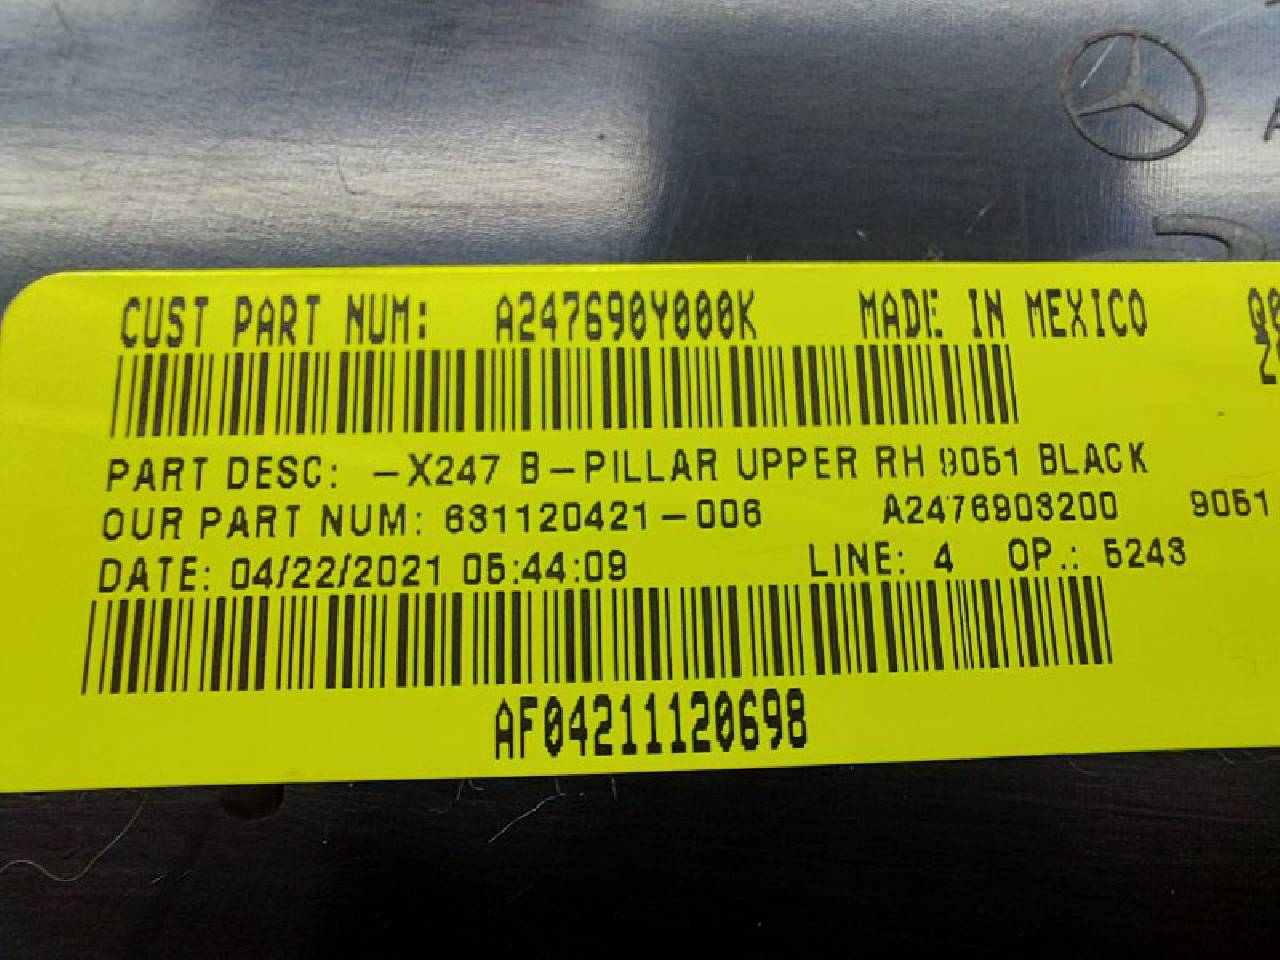 CUST PART NUM: A247690Y000K MADE IN MEXICO
PART DESC: -X247 B-PILLAR UPPER RH 9051 BLACK
OUR PART NUM: 631120421-006 A2476903200 9051
DATE: 04/22/2021 05:44:09 LINE: 4 OP.: 5243
AF04211120698